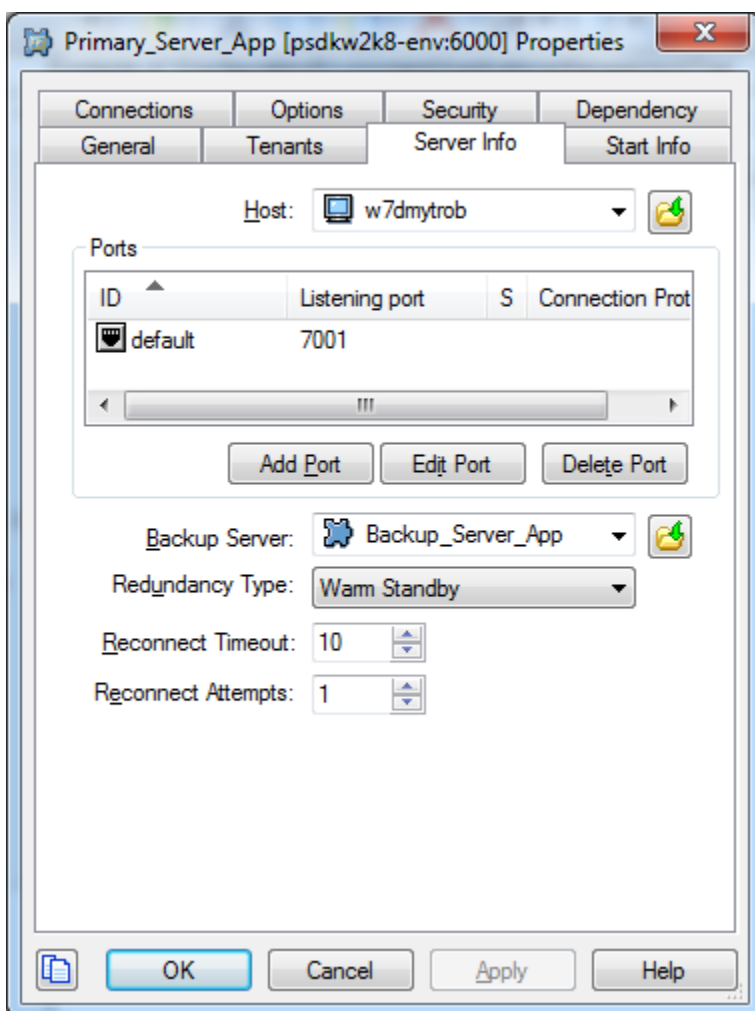 Primary_Server_App [psdkw2k8-env:6000] Properties
Connections Options Security Dependency
General Tenants Server Info Start Info
Host: w7dmytrob
Ports
ID Listening port S Connection Prot
default 7001
Add Port Edit Port Delete Port
Backup Server: Backup_Server_App
Redundancy Type: Warm Standby
Reconnect Timeout: 10
Reconnect Attempts: 1
OK Cancel Apply Help